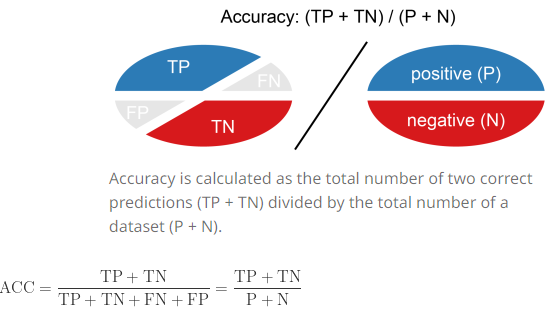 Accuracy: (TP + TN) / (P + N)
TP
FN
FP
TN
positive (P)
negative (N)
Accuracy is calculated as the total number of two correct
predictions (TP + TN) divided by the total number of a
dataset (P + N).
ACC = \frac{TP + TN}{TP + TN + FN + FP} = \frac{TP + TN}{P + N}